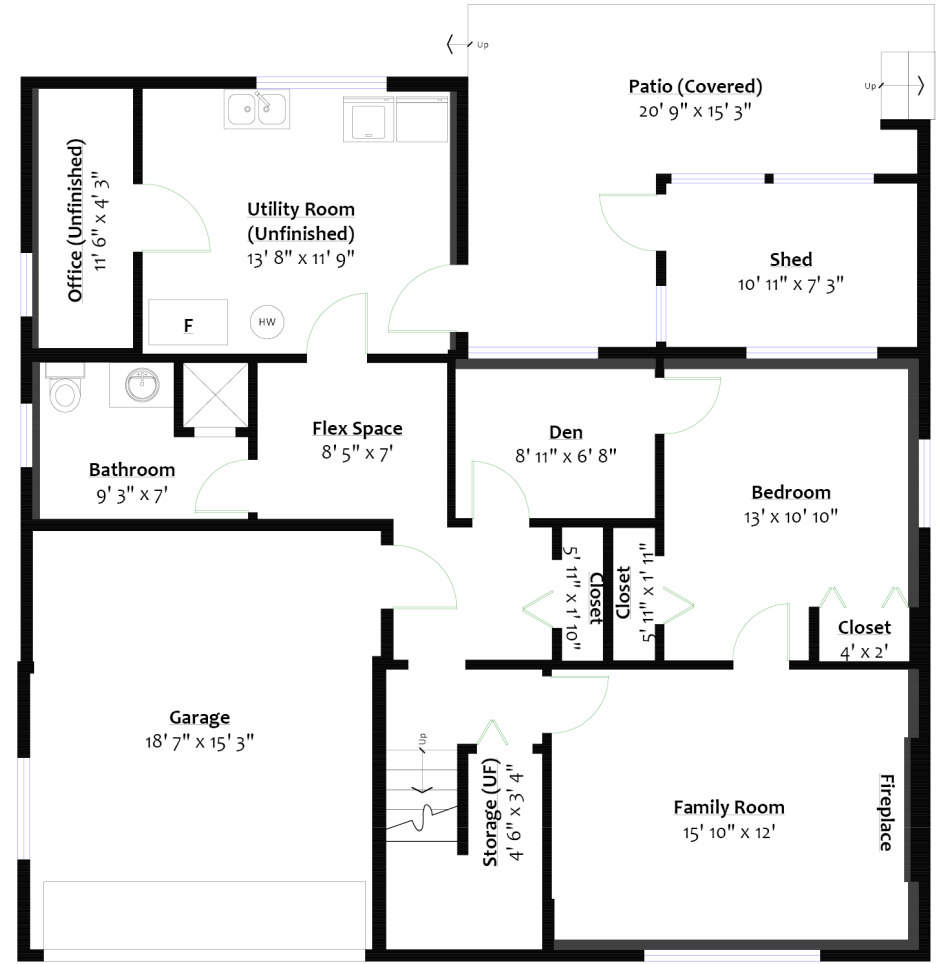 Up
Patio (Covered)
20' 9" x 15' 3"
Up
Office (Unfinished)
11' 6" x 4' 3"
Utility Room
(Unfinished)
13' 8" x 11' 9"
Shed
10' 11" x 7' 3"
F
HW
Flex Space
8' 5" x 7'
Den
8' 11" x 6' 8"
Bathroom
9' 3" x 7'
Bedroom
13' x 10' 10"
Closet
5' 11" x 1' 10"
Closet
5' 11" x 1' 11"
Closet
4' x 2'
Garage
18' 7" x 15' 3"
Up
Storage (UF)
4' 6" x 3' 4"
Family Room
15' 10" x 12'
Fireplace